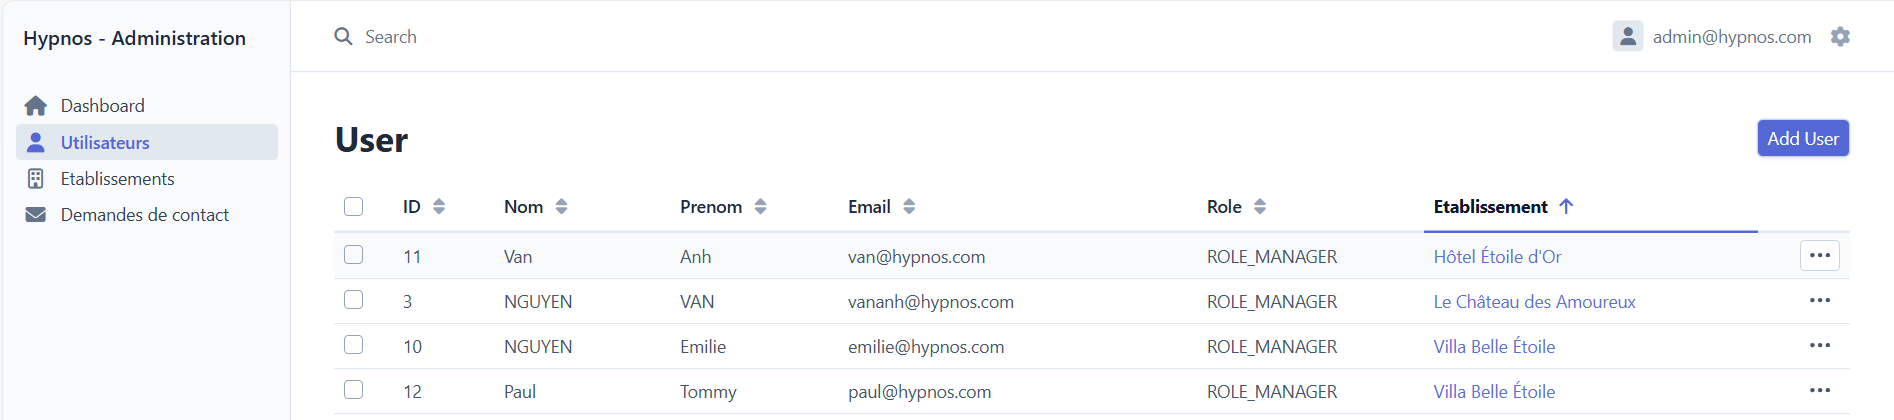 Hypnos - Administration
Search
admin@hypnos.com
Dashboard
Utilisateurs
Etablissements
Demandes de contact
User
Add User
ID Nom Prenom Email Role Etablissement
11 Van Anh van@hypnos.com ROLE_MANAGER Hôtel Étoile d'Or
3 NGUYEN VAN vananh@hypnos.com ROLE_MANAGER Le Château des Amoureux
10 NGUYEN Emilie emilie@hypnos.com ROLE_MANAGER Villa Belle Étoile
12 Paul Tommy paul@hypnos.com ROLE_MANAGER Villa Belle Étoile